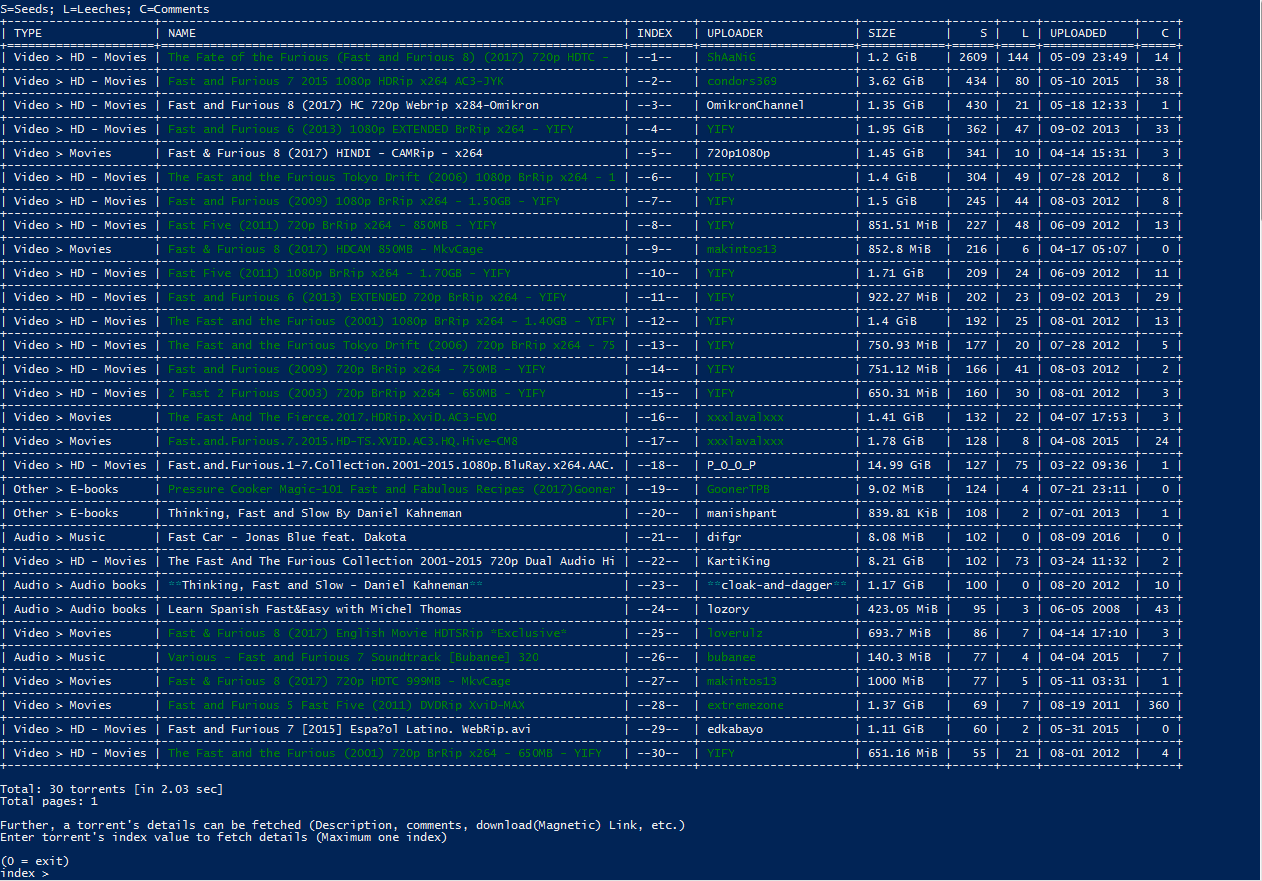 S=Seeds; L=Leeches; C=Comments
| TYPE | NAME | INDEX | UPLOADER | SIZE | S | L | UPLOADED | C |
| Video > HD - Movies | The Fate of the Furious (Fast and Furious 8) (2017) 720p HDTC - | --1-- | ShAaNiG | 1.2 GiB | 2609 | 144 | 05-09 23:49 | 14 |
| Video > HD - Movies | Fast and Furious 7 2015 1080p HDRip x264 AC3-JYK | --2-- | condors369 | 3.62 GiB | 434 | 80 | 05-10 2015 | 38 |
| Video > HD - Movies | Fast and Furious 8 (2017) HC 720p Webrip x284-Omikron | --3-- | OmikronChannel | 1.35 GiB | 430 | 21 | 05-18 12:33 | 1 |
| Video > HD - Movies | Fast and Furious 6 (2013) 1080p EXTENDED BrRip x264 - YIFY | --4-- | YIFY | 1.95 GiB | 362 | 47 | 09-02 2013 | 33 |
| Video > Movies | Fast & Furious 8 (2017) HINDI - CAMRip - x264 | --5-- | 720p1080p | 1.45 GiB | 341 | 10 | 04-14 15:31 | 3 |
| Video > HD - Movies | The Fast and the Furious Tokyo Drift (2006) 1080p BrRip x264 - 1 | --6-- | YIFY | 1.4 GiB | 304 | 49 | 07-28 2012 | 8 |
| Video > HD - Movies | Fast and Furious (2009) 1080p BrRip x264 - 1.50GB - YIFY | --7-- | YIFY | 1.5 GiB | 245 | 44 | 08-03 2012 | 8 |
| Video > HD - Movies | Fast Five (2011) 720p BrRip x264 - 850MB - YIFY | --8-- | YIFY | 851.51 MiB | 227 | 48 | 06-09 2012 | 13 |
| Video > Movies | Fast & Furious 8 (2017) HDCAM 850MB - MkvCage | --9-- | makintos13 | 852.8 MiB | 216 | 6 | 04-17 05:07 | 0 |
| Video > HD - Movies | Fast Five (2011) 1080p BrRip x264 - 1.70GB - YIFY | --10-- | YIFY | 1.71 GiB | 209 | 24 | 06-09 2012 | 11 |
| Video > HD - Movies | Fast and Furious 6 (2013) EXTENDED 720p BrRip x264 - YIFY | --11-- | YIFY | 922.27 MiB | 202 | 23 | 09-02 2013 | 29 |
| Video > HD - Movies | The Fast and the Furious (2001) 1080p BrRip x264 - 1.40GB - YIFY | --12-- | YIFY | 1.4 GiB | 192 | 25 | 08-01 2012 | 13 |
| Video > HD - Movies | The Fast and the Furious Tokyo Drift (2006) 720p BrRip x264 - 75 | --13-- | YIFY | 750.93 MiB | 177 | 20 | 07-28 2012 | 5 |
| Video > HD - Movies | Fast and Furious (2009) 720p BrRip x264 - 750MB - YIFY | --14-- | YIFY | 751.12 MiB | 166 | 41 | 08-03 2012 | 2 |
| Video > HD - Movies | 2 Fast 2 Furious (2003) 720p BrRip x264 - 650MB - YIFY | --15-- | YIFY | 650.31 MiB | 160 | 30 | 08-01 2012 | 3 |
| Video > Movies | The Fast And The Fierce.2017.HDRip.XviD.AC3-EVO | --16-- | xxxlavalxxx | 1.41 GiB | 132 | 22 | 04-07 17:53 | 3 |
| Video > Movies | Fast.and.Furious.7.2015.HD-TS.XVID.AC3.HQ.Hive-CM8 | --17-- | xxxlavalxxx | 1.78 GiB | 128 | 8 | 04-08 2015 | 24 |
| Video > HD - Movies | Fast.and.Furious.1-7.Collection.2001-2015.1080p.BluRay.x264.AAC. | --18-- | P_O_O_P | 14.99 GiB | 127 | 75 | 03-22 09:36 | 1 |
| Other > E-books | Pressure Cooker Magic-101 Fast and Fabulous Recipes (2017)Gooner | --19-- | GoonerTPB | 9.02 MiB | 124 | 4 | 07-21 23:11 | 0 |
| Other > E-books | Thinking, Fast and Slow By Daniel Kahneman | --20-- | manishpant | 839.81 KiB | 108 | 2 | 07-01 2013 | 1 |
| Audio > Music | Fast Car - Jonas Blue feat. Dakota | --21-- | difgr | 8.08 MiB | 102 | 0 | 08-09 2016 | 0 |
| Video > HD - Movies | The Fast And The Furious Collection 2001-2015 720p Dual Audio Hi | --22-- | KartiKing | 8.21 GiB | 102 | 73 | 03-24 11:32 | 2 |
| Audio > Audio books | **Thinking, Fast and Slow - Daniel Kahneman** | --23-- | **cloak-and-dagger** | 1.17 GiB | 100 | 0 | 08-20 2012 | 10 |
| Audio > Audio books | Learn Spanish Fast&Easy with Michel Thomas | --24-- | lozory | 423.05 MiB | 95 | 3 | 06-05 2008 | 43 |
| Video > Movies | Fast & Furious 8 (2017) English Movie HDTSRip *Exclusive* | --25-- | loverulz | 693.7 MiB | 86 | 7 | 04-14 17:10 | 3 |
| Audio > Music | Various - Fast and Furious 7 Soundtrack [Bubanee] 320 | --26-- | bubanee | 140.3 MiB | 77 | 4 | 04-04 2015 | 7 |
| Video > Movies | Fast & Furious 8 (2017) 720p HDTC 999MB - MkvCage | --27-- | makintos13 | 1000 MiB | 77 | 5 | 05-11 03:31 | 1 |
| Video > Movies | Fast and Furious 5 Fast Five (2011) DVDRip XviD-MAX | --28-- | extremezone | 1.37 GiB | 69 | 7 | 08-19 2011 | 360 |
| Video > HD - Movies | Fast and Furious 7 [2015] Espa?ol Latino. WebRip.avi | --29-- | edkabayo | 1.11 GiB | 60 | 2 | 05-31 2015 | 0 |
| Video > HD - Movies | The Fast and the Furious (2001) 720p BrRip x264 - 650MB - YIFY | --30-- | YIFY | 651.16 MiB | 55 | 21 | 08-01 2012 | 4 |
Total: 30 torrents [in 2.03 sec]
Total pages: 1
Further, a torrent's details can be fetched (Description, comments, download(Magnetic) Link, etc.)
Enter torrent's index value to fetch details (Maximum one index)
(0 = exit)
index >